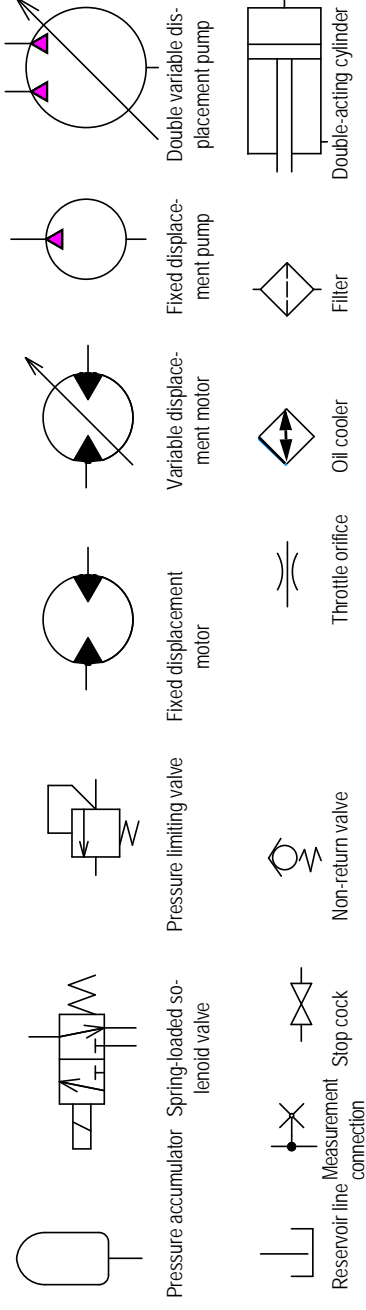 Pressure accumulator
Spring-loaded so-
lenoid valve
Pressure limiting valve
Fixed displacement
motor
Variable displace-
ment motor
Fixed displace-
ment pump
Double variable dis-
placement pump
Reservoir line
Measurement
connection
Stop cock
Non-return valve
Throttle orifice
Oil cooler
Filter
Double-acting cylinder